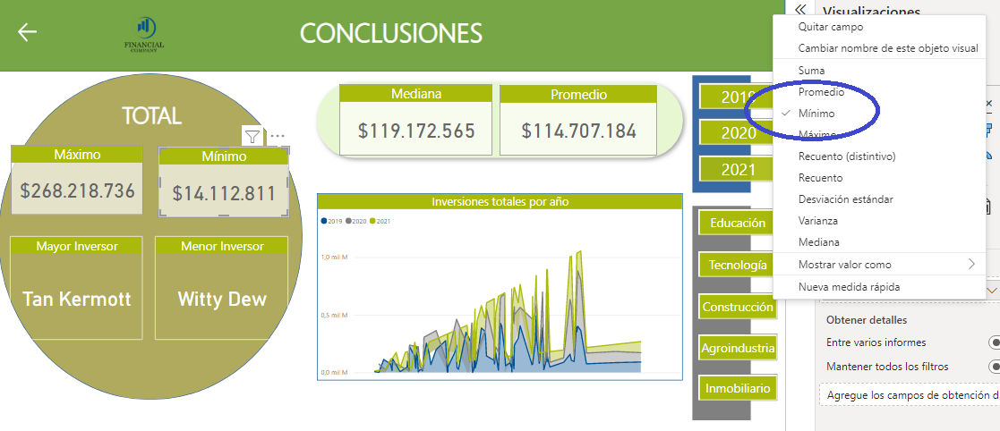 CONCLUSIONES
FINANCIAL
COMPANY
TOTAL
Máximo
$268.218.736
Mínimo
$14.112.811
Mayor Inversor
Tan Kermott
Menor Inversor
Witty Dew
Mediana
$119.172.565
Promedio
$114.707.184
Inversiones totales por año
2019 2020 2021
1,0 mil M
0,5 mil M
0,0 mil M
2019
2020
2021
Educación
Tecnología
Construcción
Agroindustria
Inmobiliario
Visualizaciones
Quitar campo
Cambiar nombre de este objeto visual
Suma
Promedio
Mínimo
Máximo
Recuento (distintivo)
Recuento
Desviación estándar
Varianza
Mediana
Mostrar valor como
Nueva medida rápida
Obtener detalles
Entre varios informes
Mantener todos los filtros
Agregue los campos de obtención d